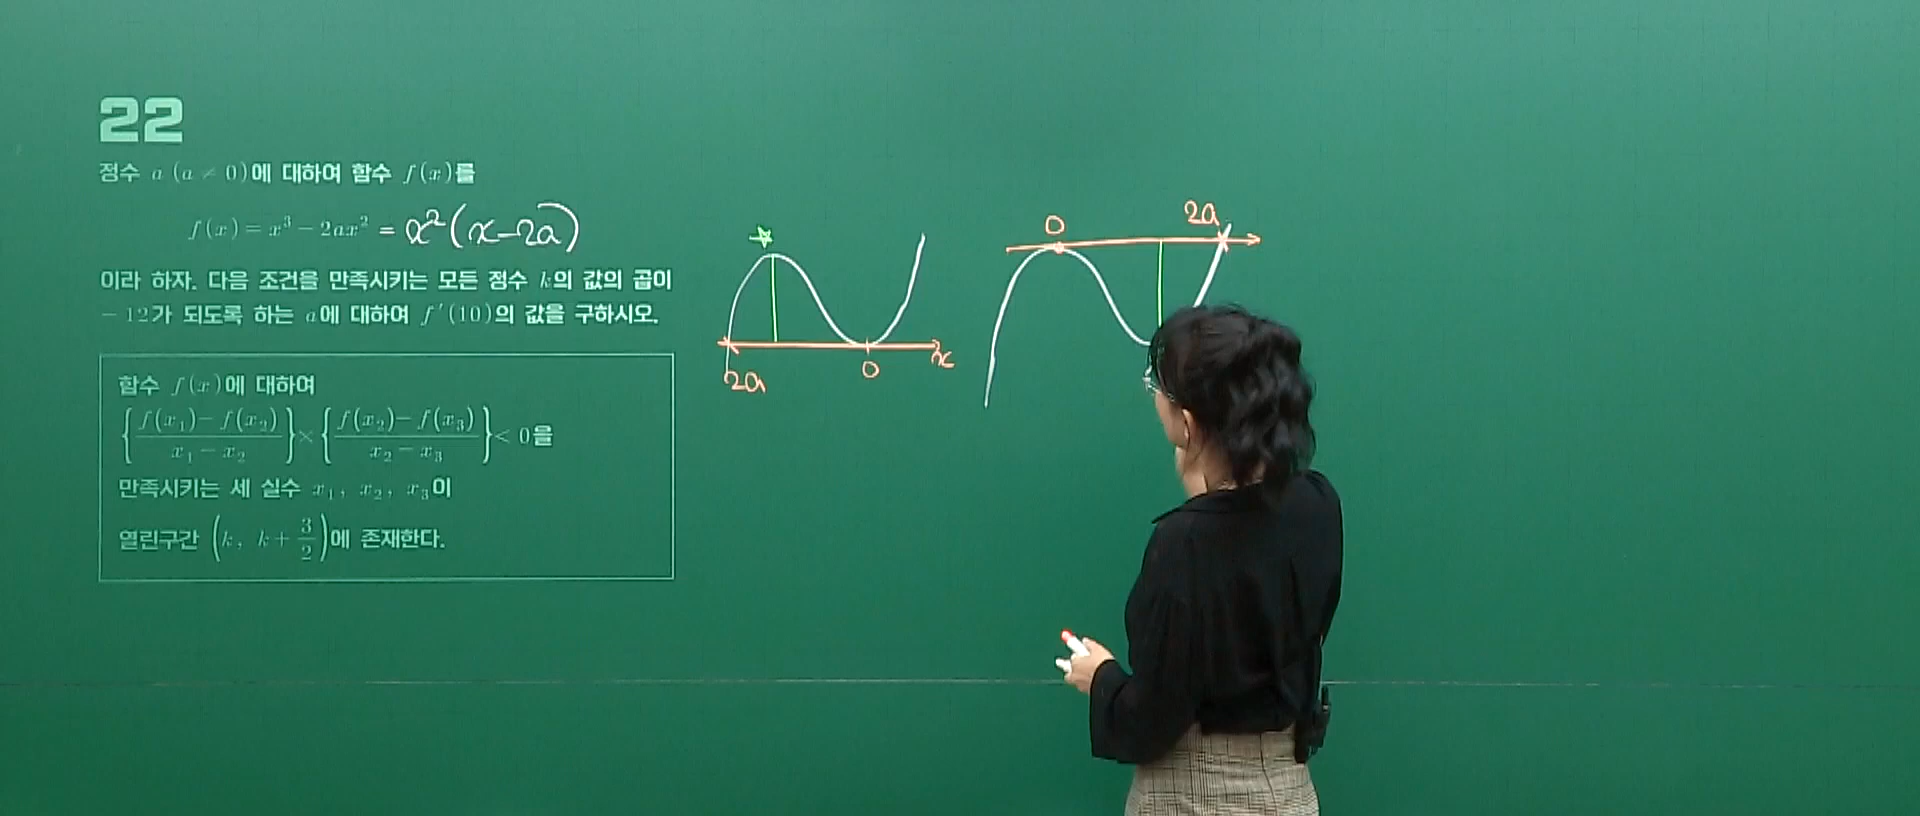 22
정수 a (a ≠ 0)에 대하여 함수 f(x)를
f(x) = x³ − 2ax² = x²(x−2a)
이라 하자. 다음 조건을 만족시키는 모든 정수 k의 값의 곱이
−12가 되도록 하는 a에 대하여 f′(10)의 값을 구하시오.
함수 f(x)에 대하여
{(f(x₁)−f(x₂))/(x₁−x₂)}×{(f(x₂)−f(x₃))/(x₂−x₃)}< 0을
만족시키는 세 실수 x₁, x₂, x₃이
열린구간 (k, k+3/2)에 존재한다.
2a 0 x
0 2a